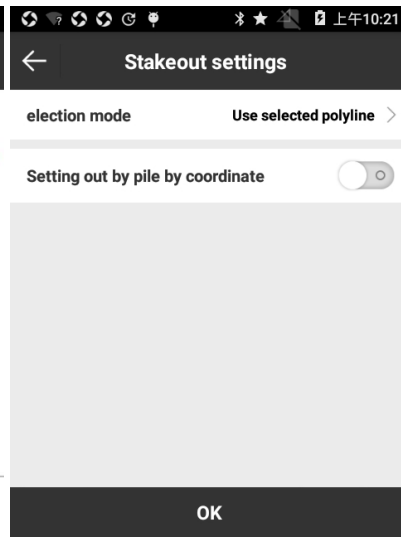 上午10:21
Stakeout settings
election mode Use selected polyline
Setting out by pile by coordinate
OK